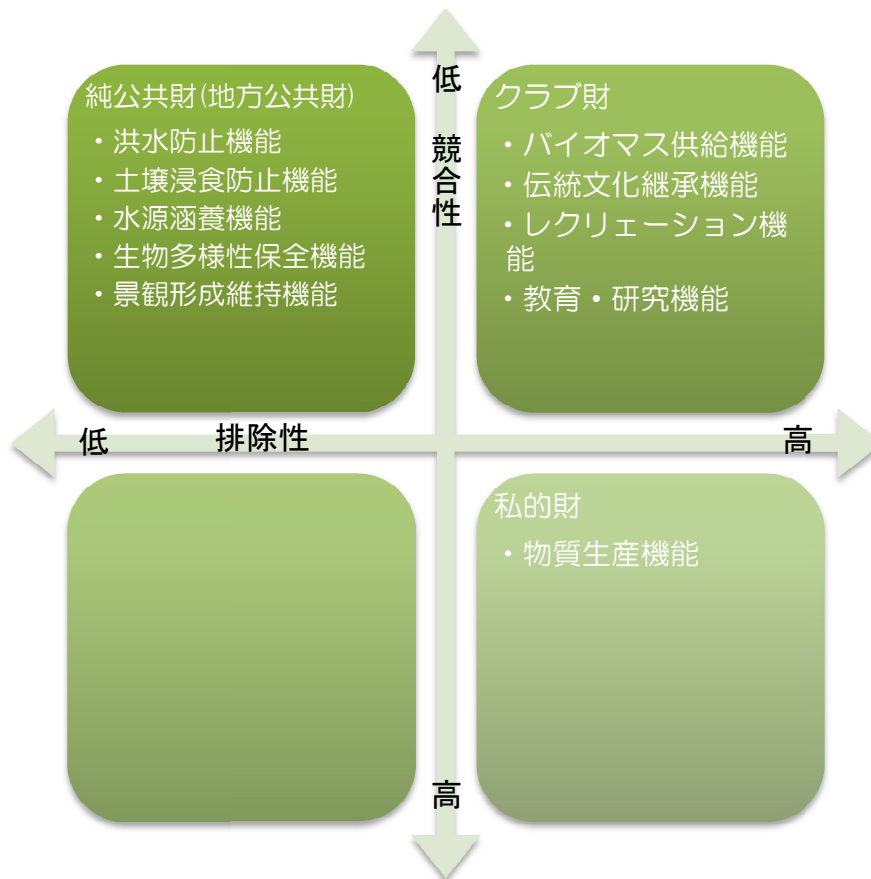 低
競合性
純公共財(地方公共財)
・洪水防止機能
・土壌浸食防止機能
・水源涵養機能
・生物多様性保全機能
・景観形成維持機能
クラブ財
・バイオマス供給機能
・伝統文化継承機能
・レクリェーション機
能
・教育・研究機能
低
排除性
高
私的財
・物質生産機能
高